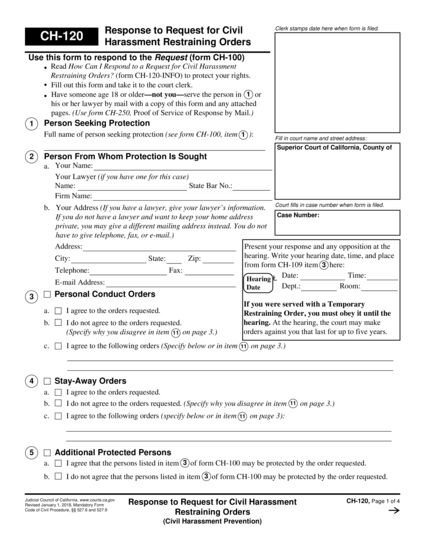 CH-120
Response to Request for Civil
Harassment Restraining Orders
Clerk stamps date here when form is filed.
Use this form to respond to the Request (form CH-100)
• Read How Can I Respond to a Request for Civil Harassment
Restraining Orders? (form CH-120-INFO) to protect your rights.
• Fill out this form and take it to the court clerk.
• Have someone age 18 or older—not you—serve the person in 1 or
his or her lawyer by mail with a copy of this form and any attached
pages. (Use form CH-250, Proof of Service of Response by Mail.)
1 Person Seeking Protection
Full name of person seeking protection (see form CH-100, item 1):
Fill in court name and street address:
Superior Court of California, County of
2 Person From Whom Protection Is Sought
a. Your Name:
Your Lawyer (if you have one for this case)
Name: State Bar No.:
Firm Name:
b. Your Address (If you have a lawyer, give your lawyer's information.
If you do not have a lawyer and want to keep your home address
private, you may give a different mailing address instead. You do not
have to give telephone, fax, or e-mail.)
Court fills in case number when form is filed.
Case Number:
Address:
City: State: Zip:
Telephone: Fax:
E-mail Address:
Present your response and any opposition at the
hearing. Write your hearing date, time, and place
from form CH-109 item 3 here:
Hearing Date
Date: Time:
Dept.: Room:
If you were served with a Temporary
Restraining Order, you must obey it until the
hearing. At the hearing, the court may make
orders against you that last for up to five years.
3 Personal Conduct Orders
a. I agree to the orders requested.
b. I do not agree to the orders requested.
(Specify why you disagree in item 11 on page 3.)
c. I agree to the following orders (Specify below or in item 11 on page 3.)
4 Stay-Away Orders
a. I agree to the orders requested.
b. I do not agree to the orders requested. (Specify why you disagree in item 11 on page 3.)
c. I agree to the following orders (specify below or in item 11 on page 3):
5 Additional Protected Persons
a. I agree that the persons listed in item 3 of form CH-100 may be protected by the order requested.
b. I do not agree that the persons listed in item 3 of form CH-100 may be protected by the order requested.
Judicial Council of California, www.courts.ca.gov
Revised January 1, 2018, Mandatory Form
Code of Civil Procedure, §§ 527.6 and 527.9
Response to Request for Civil Harassment
Restraining Orders
(Civil Harassment Prevention)
CH-120, Page 1 of 4